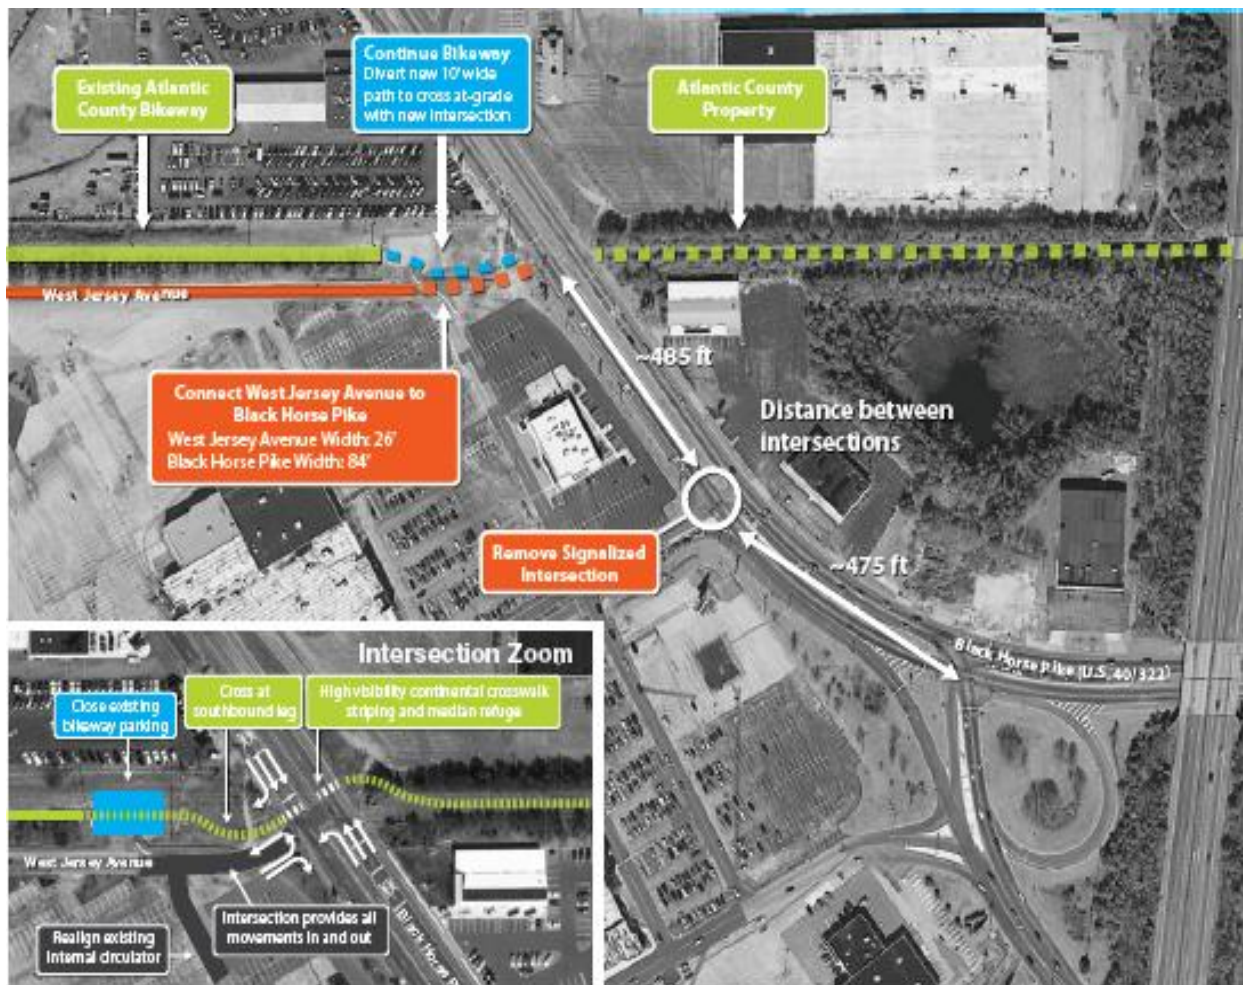 Continue Bikeway
Divert new 10' wide
path to cross at-grade
with new intersection
Existing Atlantic
County Bikeway
Atlantic County
Property
West Jersey Avenue
~485 ft
Connect West Jersey Avenue to
Black Horse Pike
West Jersey Avenue Width: 26'
Black Horse Pike Width: 84'
Distance between
intersections
Remove Signalized
Intersection
~475 ft
Black Horse pike (U.S. 40/322)
Intersection Zoom
Close existing
bikeway parking
Cross at
southbound leg
High visibility continental crosswalk
striping and median refuge
West Jersey Avenue
Intersection provides all
movements in and out
Realign existing
internal circulator
Black Horse